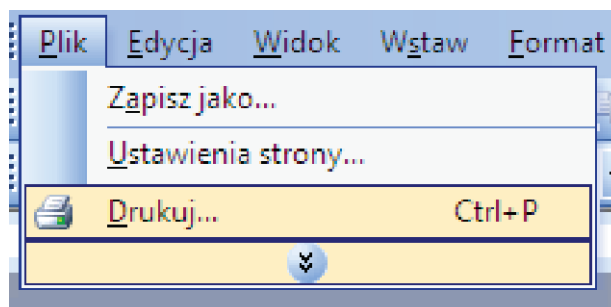 Plik Edycja Widok Wstaw Format
Zapisz jako...
Ustawienia strony...
Drukuj... Ctrl+P